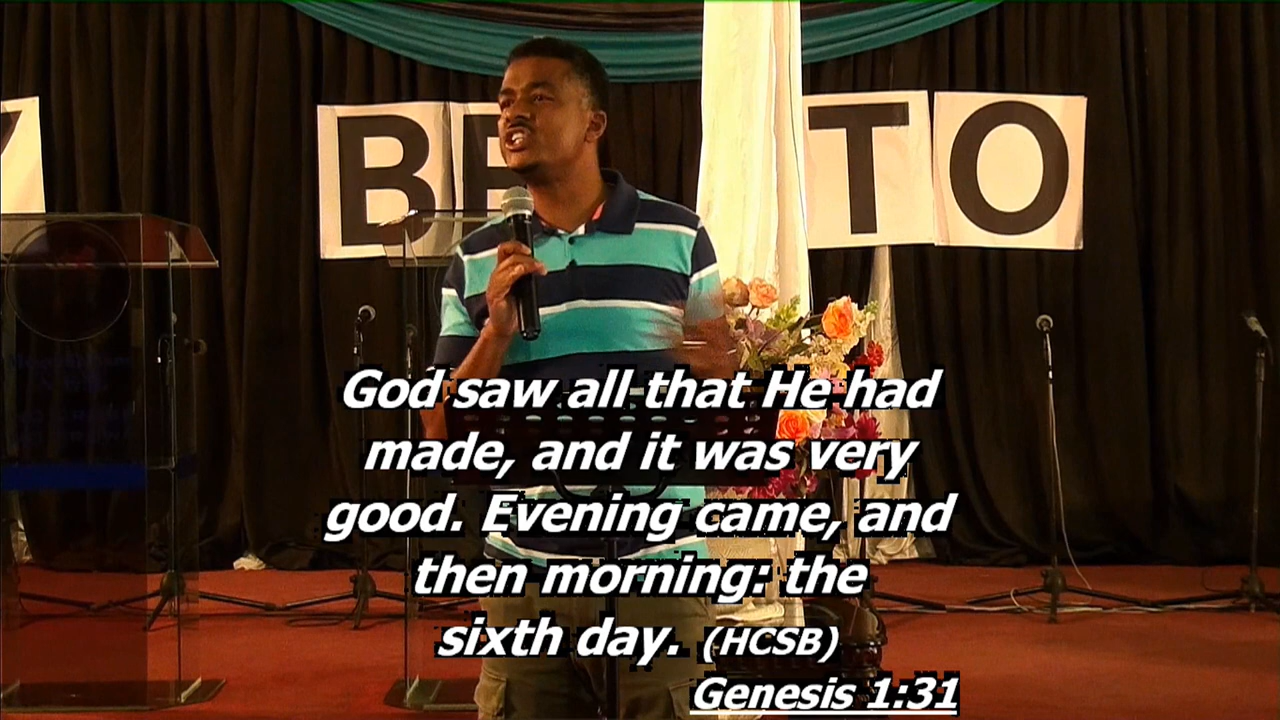 BE TO
God saw all that He had
made, and it was very
good. Evening came, and
then morning: the
sixth day. (HCSB)
Genesis 1:31